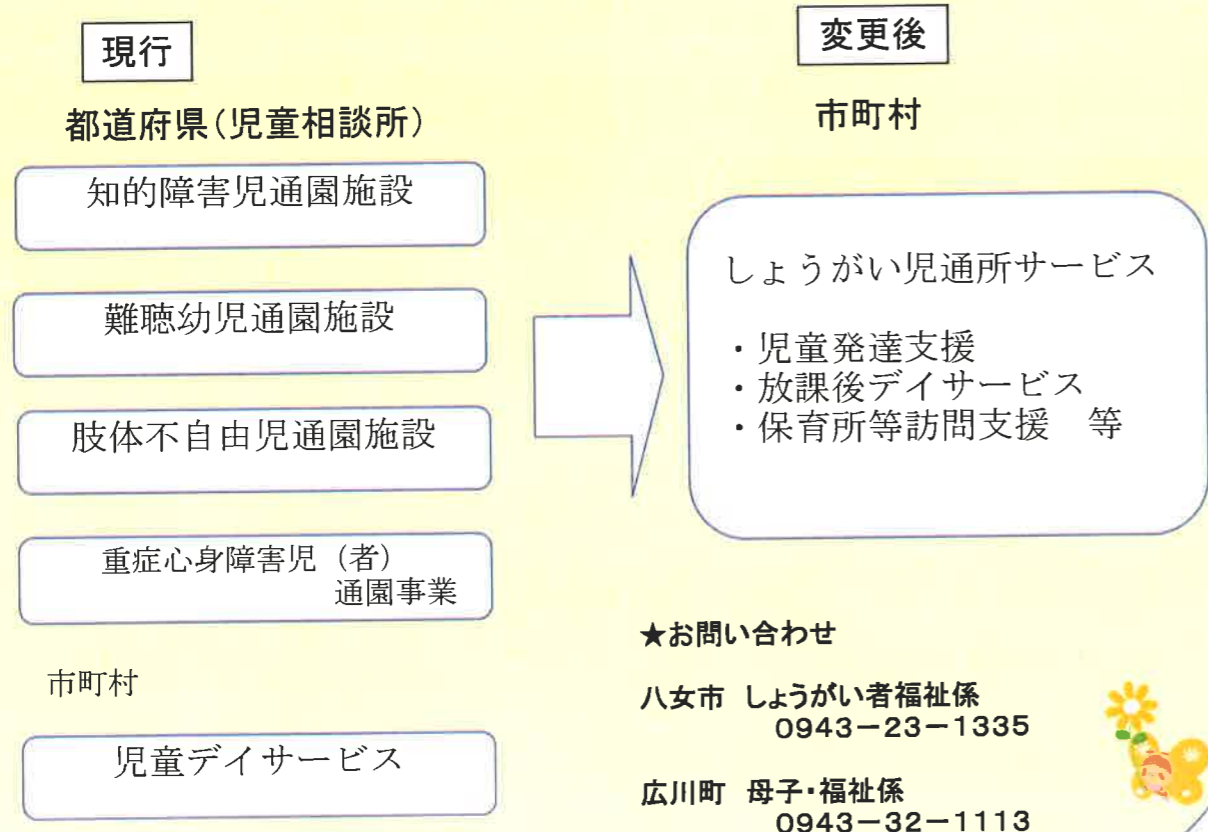 現行
都道府県(児童相談所)
知的障害児通園施設
難聴幼児通園施設
肢体不自由児通園施設
重症心身障害児（者）
通園事業
市町村
児童デイサービス
変更後
市町村
しょうがい児通所サービス
・児童発達支援
・放課後デイサービス
・保育所等訪問支援　等
★お問い合わせ
八女市　しょうがい者福祉係
０９４３－２３－１３３５
広川町　母子・福祉係
０９４３－３２－１１１３